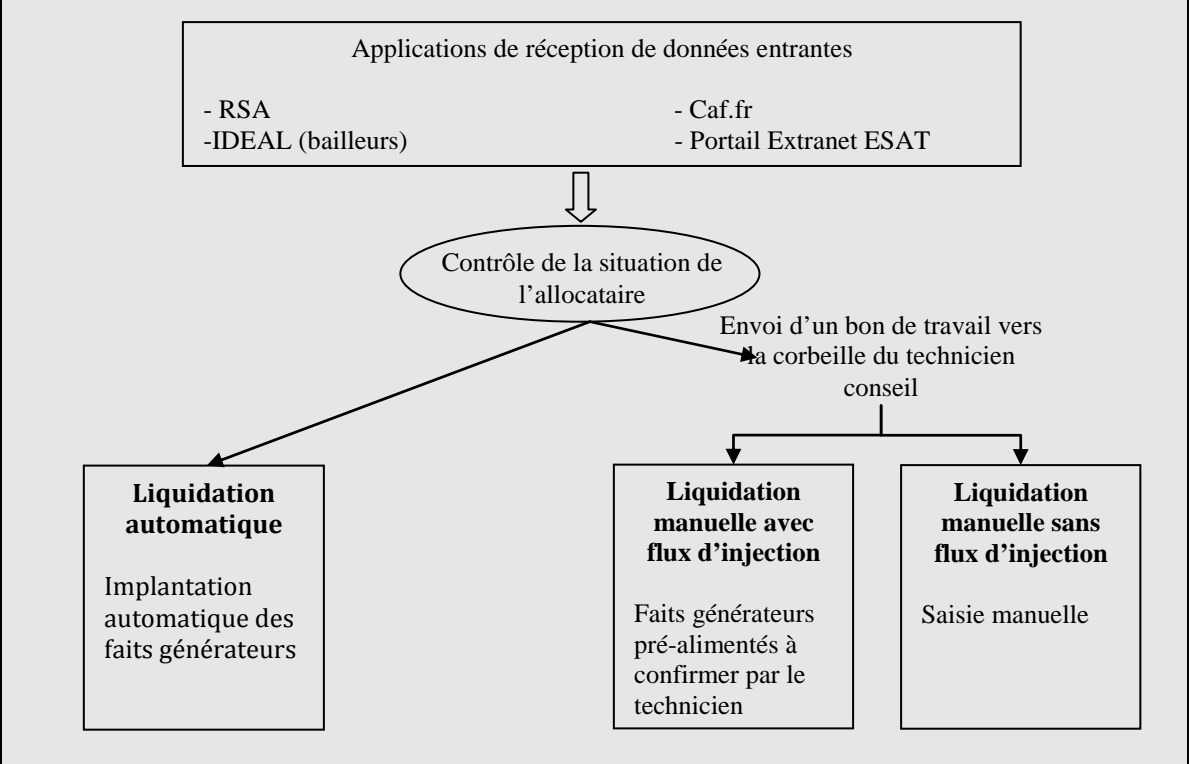 Applications de réception de données entrantes
- RSA
-IDEAL (bailleurs)
- Caf.fr
- Portail Extranet ESAT
Contrôle de la situation de
l’allocataire
Envoi d’un bon de travail vers
la corbeille du technicien
conseil
Liquidation
automatique
Implantation
automatique des
faits générateurs
Liquidation
manuelle avec
flux d’injection
Faits générateurs
pré-alimentés à
confirmer par le
technicien
Liquidation
manuelle sans
flux d’injection
Saisie manuelle